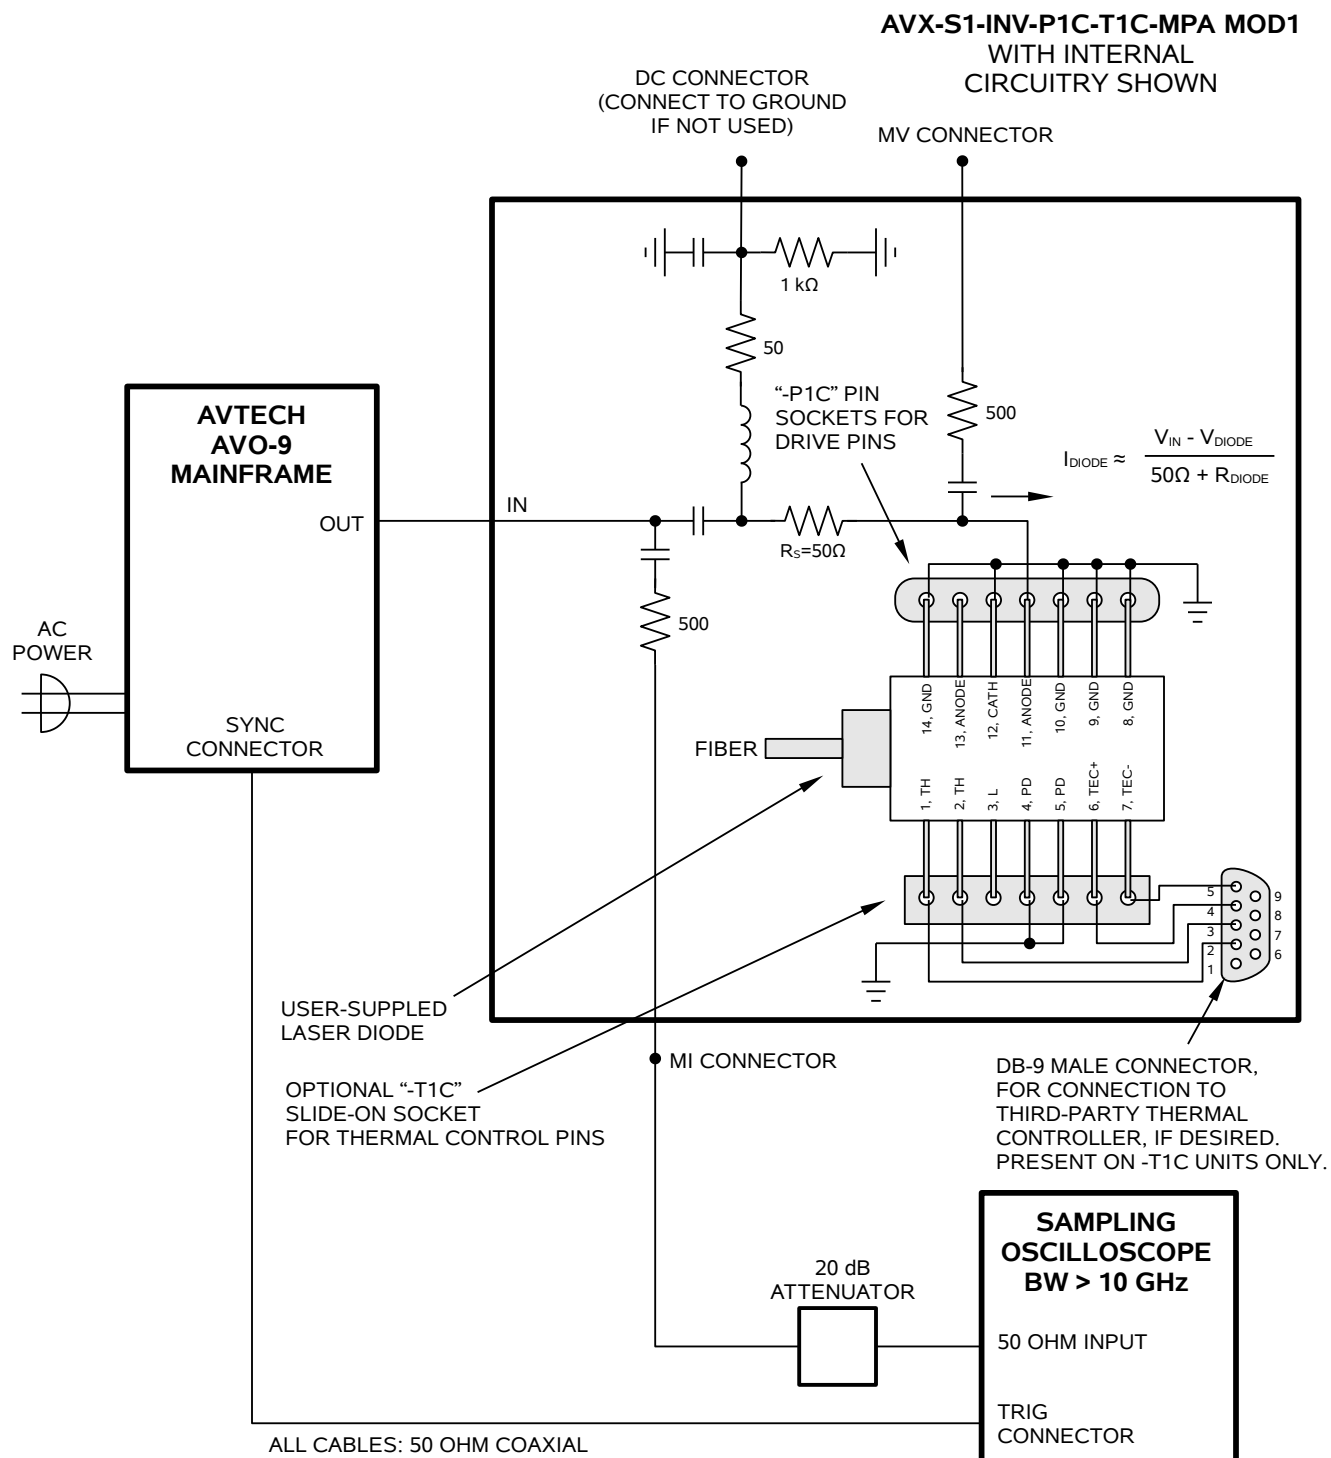 AVX-S1-INV-P1C-T1C-MPA MOD1
WITH INTERNAL
CIRCUITRY SHOWN
DC CONNECTOR
(CONNECT TO GROUND
IF NOT USED)
MV CONNECTOR
1 kΩ
50
"-P1C" PIN
SOCKETS FOR
DRIVE PINS
500
IDIODE ≈
VIN - VDIODE
50Ω + RDIODE
AVTECH
AVO-9
MAINFRAME
OUT
IN
RS=50Ω
500
AC
POWER
SYNC
CONNECTOR
14, GND
13, ANODE
12, CATH
11, ANODE
10, GND
9, GND
8, GND
FIBER
1, TH
2, TH
3, L
4, PD
5, PD
6, TEC+
7, TEC-
5
4
3
2
1
9
8
7
6
USER-SUPPLED
LASER DIODE
MI CONNECTOR
OPTIONAL "-T1C"
SLIDE-ON SOCKET
FOR THERMAL CONTROL PINS
DB-9 MALE CONNECTOR,
FOR CONNECTION TO
THIRD-PARTY THERMAL
CONTROLLER, IF DESIRED.
PRESENT ON -T1C UNITS ONLY.
SAMPLING
OSCILLOSCOPE
BW > 10 GHz
20 dB
ATTENUATOR
50 OHM INPUT
TRIG
CONNECTOR
ALL CABLES: 50 OHM COAXIAL